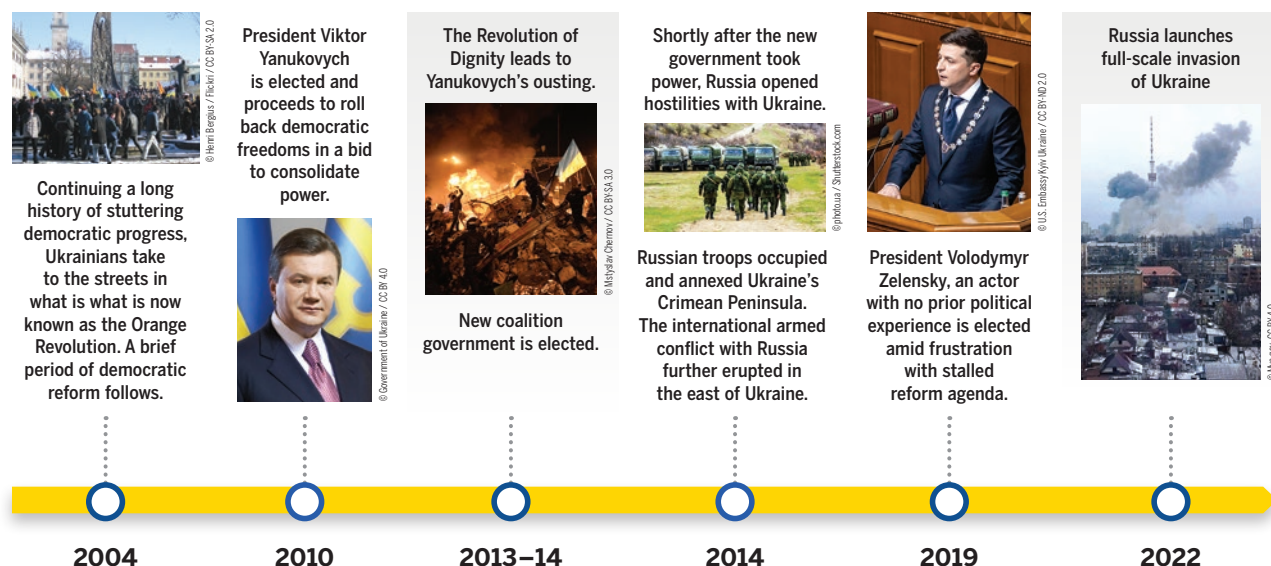 © Henri Bergius / Flickri / CC BY-SA 2.0
Continuing a long
history of stuttering
democratic progress,
Ukrainians take
to the streets in
what is what is now
known as the Orange
Revolution. A brief
period of democratic
reform follows.
President Viktor
Yanukovych
is elected and
proceeds to roll
back democratic
freedoms in a bid
to consolidate
power.
© Government of Ukraine / CC BY 4.0
The Revolution of
Dignity leads to
Yanukovych’s ousting.
© Mstyslav Chernov / CC BY-SA 3.0
New coalition
government is elected.
Shortly after the new
government took
power, Russia opened
hostilities with Ukraine.
© photo.ua / Shutterstock.com
Russian troops occupied
and annexed Ukraine’s
Crimean Peninsula.
The international armed
conflict with Russia
further erupted in
the east of Ukraine.
© U.S. Embassy Kyiv Ukraine / CC BY-ND 2.0
President Volodymyr
Zelensky, an actor
with no prior political
experience is elected
amid frustration
with stalled
reform agenda.
Russia launches
full-scale invasion
of Ukraine
2004
2010
2013–14
2014
2019
2022